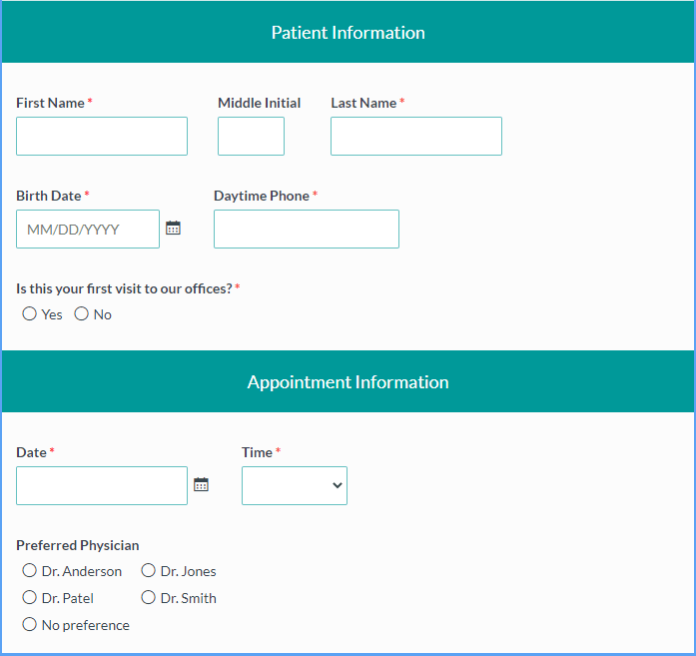 Patient Information
First Name * Middle Initial Last Name *
Birth Date * Daytime Phone *
MM/DD/YYYY
Is this your first visit to our offices? *
Yes No
Appointment Information
Date * Time *
Preferred Physician
Dr. Anderson Dr. Jones
Dr. Patel Dr. Smith
No preference